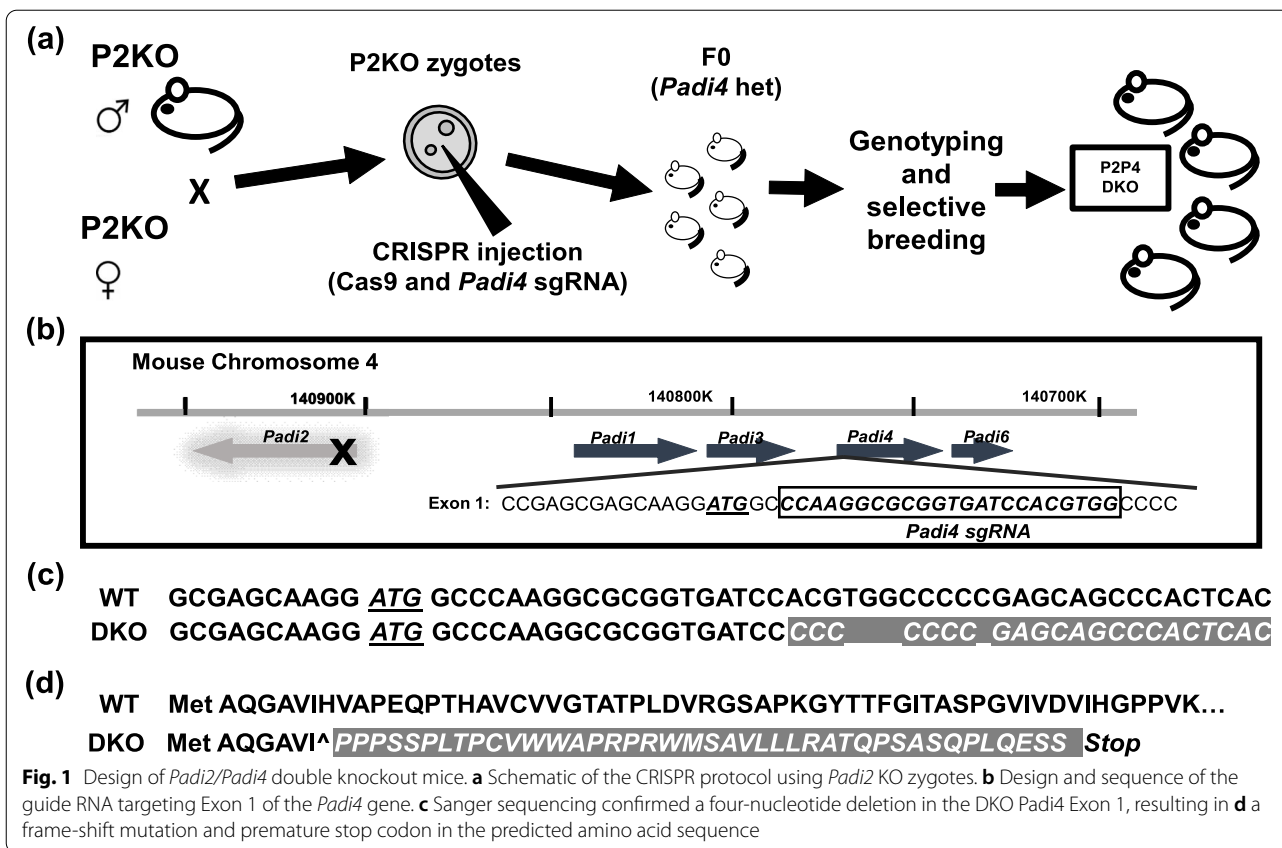 (a)
P2KO
♂
X
P2KO
♀
P2KO zygotes
CRISPR injection
(Cas9 and Padi4 sgRNA)
F0
(Padi4 het)
Genotyping
and
selective
breeding
P2P4
DKO
(b)
Mouse Chromosome 4
140900K 140800K 140700K
Padi2 Padi1 Padi3 Padi4 Padi6
Exon 1: CCGAGCGAGCAAGGATGGCCCAAGGCGCGGTGATCCACGTGGCCCC
Padi4 sgRNA
(c)
WT GCGAGCAAGG ATG GCCCAAGGCGCGGTGATCCACGTGGCCCCCGAGCAGCCCACTCAC
DKO GCGAGCAAGG ATG GCCCAAGGCGCGGTGATCC CCC CCCC GAGCAGCCCACTCAC
(d)
WT Met AQGAVIHVAPEQPTHAVCVVGTATPLDVRGSAPKGYTTFGITASPGVIVDVIHGPPVK...
DKO Met AQGAVI^ PPPSSPLTPCVWWAPRPRWMSAVLLLRATQPSASQPLQESS Stop
Fig. 1 Design of Padi2/Padi4 double knockout mice. a Schematic of the CRISPR protocol using Padi2 KO zygotes. b Design and sequence of the
guide RNA targeting Exon 1 of the Padi4 gene. c Sanger sequencing confirmed a four-nucleotide deletion in the DKO Padi4 Exon 1, resulting in d a
frame-shift mutation and premature stop codon in the predicted amino acid sequence